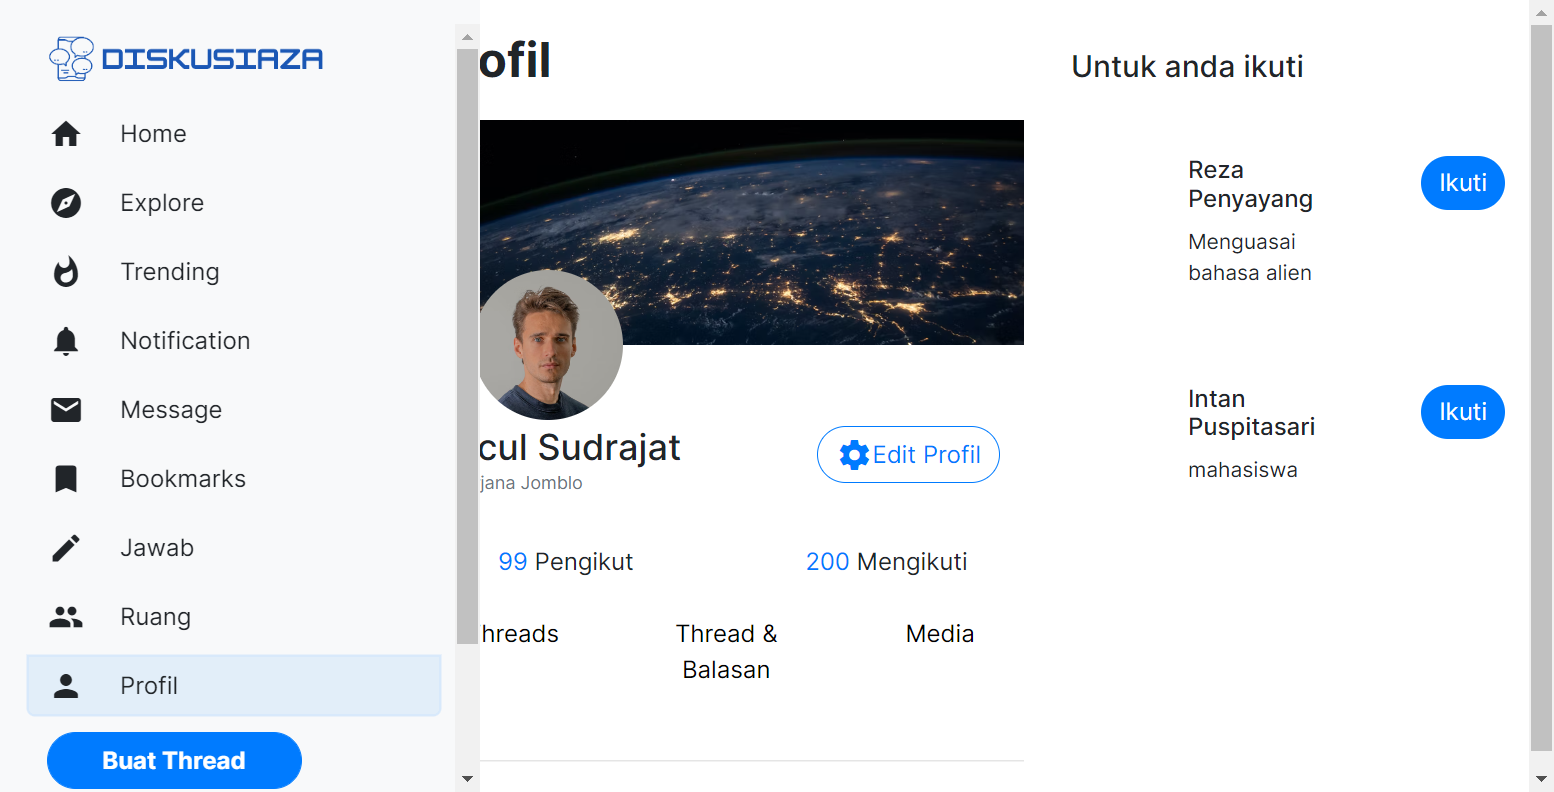 DISKUSIAZA
Home
Explore
Trending
Notification
Message
Bookmarks
Jawab
Ruang
Profil
Buat Thread
ofil
cul Sudrajat
jana Jomblo
Edit Profil
99 Pengikut
200 Mengikuti
hreads
Thread &
Balasan
Media
Untuk anda ikuti
Reza
Penyayang
Menguasai
bahasa alien
Ikuti
Intan
Puspitasari
mahasiswa
Ikuti